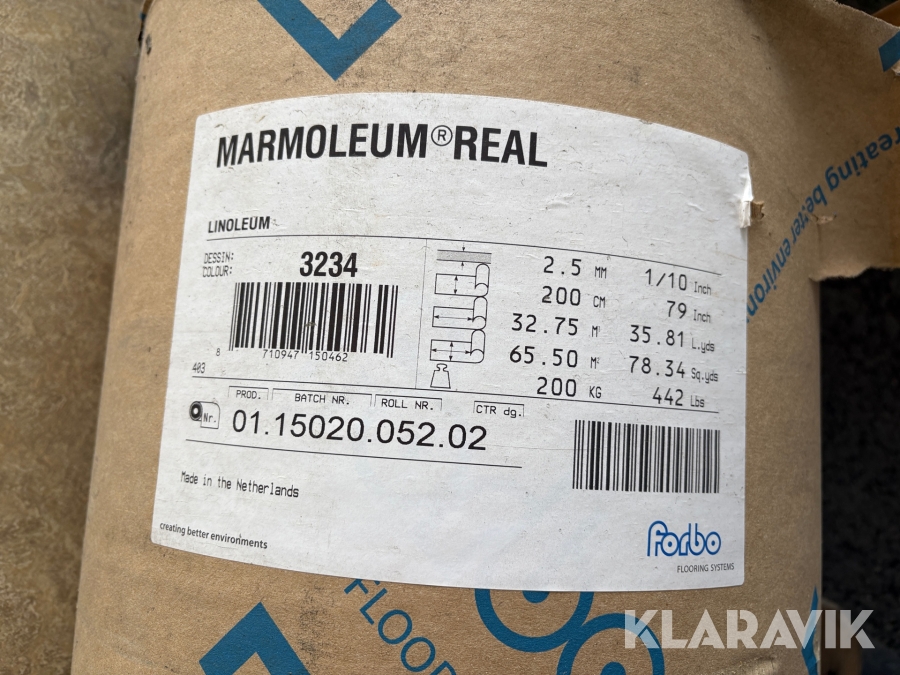 MARMOLEUM®REAL
LINOLEUM
DESSIN:
COLOUR: 3234
8 710947 150462
403
2.5 MM 1/10 Inch
200 CM 79 Inch
32.75 M¹ 35.81 L.yds
65.50 M² 78.34 Sq.yds
200 KG 442 Lbs
PROD. BATCH NR. ROLL NR. CTR dg.
Nr. 01.15020.052.02
Made in the Netherlands
creating better environments
forbo
FLOORING SYSTEMS
creating better environ
FLOOR
KLARAVIK